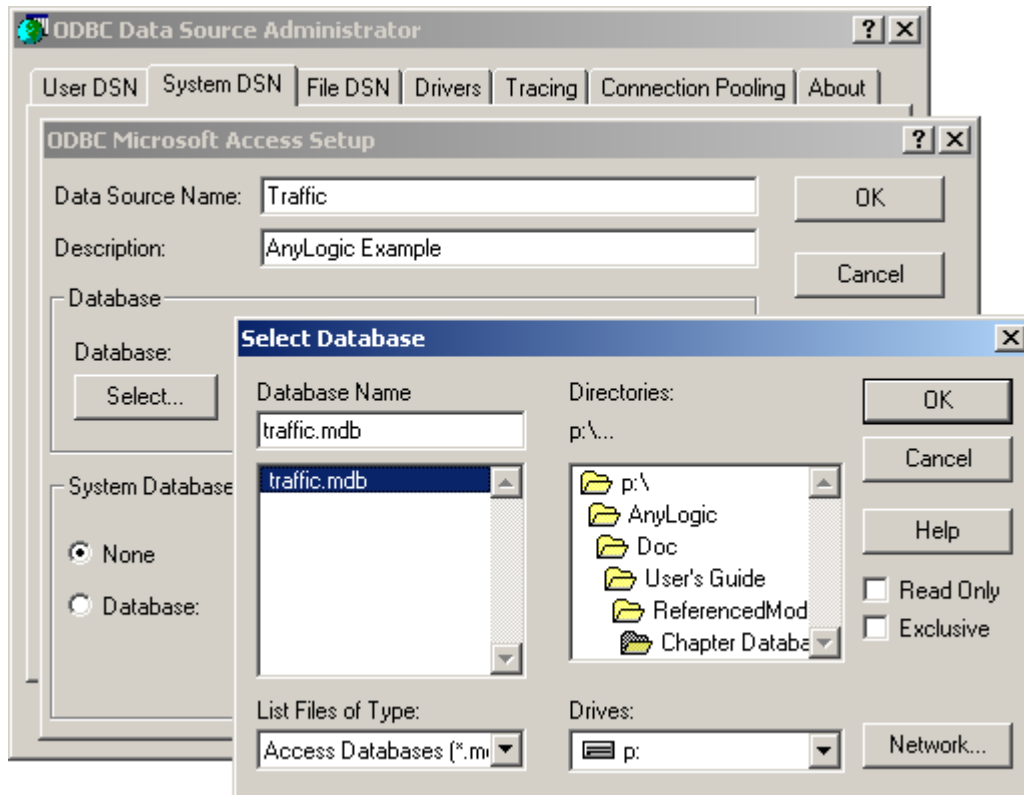 ODBC Data Source Administrator
User DSN System DSN File DSN Drivers Tracing Connection Pooling About
ODBC Microsoft Access Setup
Data Source Name: Traffic OK
Description: AnyLogic Example
Cancel
Database
Database:
Select...
System Database
None
Database:
Select Database
Database Name
traffic.mdb
traffic.mdb
List Files of Type:
Access Databases (*.m
Directories:
p:\...
p:\
AnyLogic
Doc
User's Guide
ReferencedMod
Chapter Databa
Drives:
p:
OK
Cancel
Help
Read Only
Exclusive
Network...